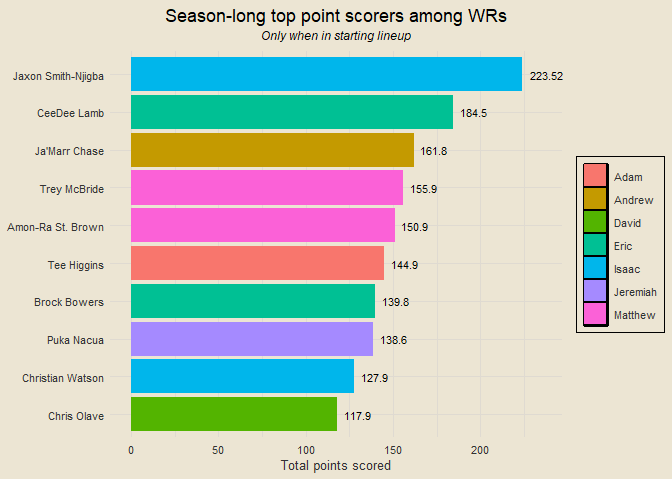 Season-long top point scorers among WRs
Only when in starting lineup
Jaxon Smith-Njigba 223.52
CeeDee Lamb 184.5
Ja'Marr Chase 161.8
Trey McBride 155.9
Amon-Ra St. Brown 150.9
Tee Higgins 144.9
Brock Bowers 139.8
Puka Nacua 138.6
Christian Watson 127.9
Chris Olave 117.9
0 50 100 150 200
Total points scored
Adam
Andrew
David
Eric
Isaac
Jeremiah
Matthew